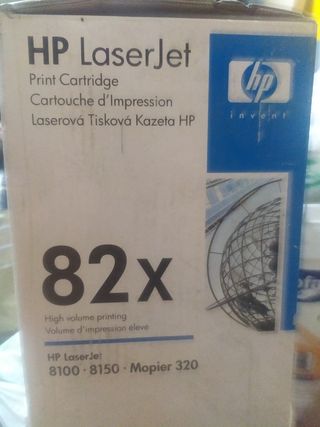 HP LaserJet
Print Cartridge
Cartouche d'Impression
Laserová Tisková Kazeta HP
hp
invent
82x
High volume printing
Volume d'impression élevé
HP LaserJet
8100 · 8150 · Mopier 320